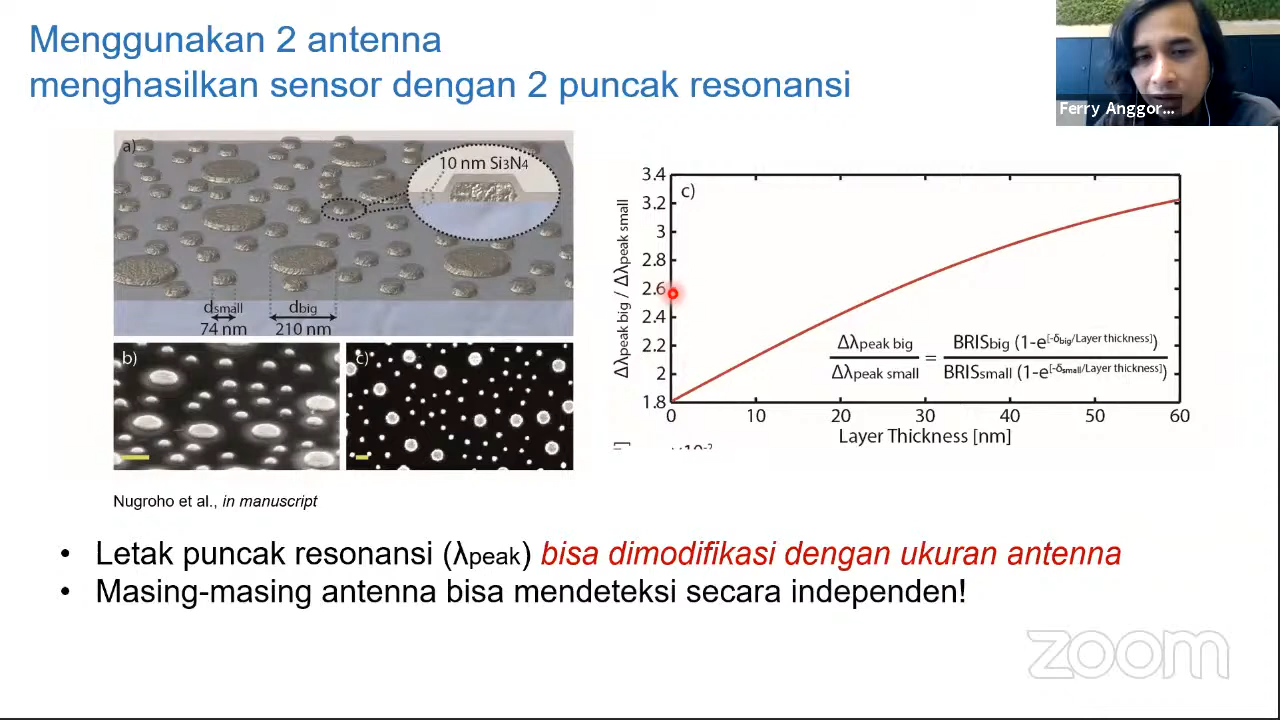 Menggunakan 2 antenna
menghasilkan sensor dengan 2 puncak resonansi
Ferry Anggor...
a)
10 nm Si3N4
dsmall
74 nm
dbig
210 nm
b)
c)
c)
Δλpeak big / Δλpeak small
3.4
3.2
3
2.8
2.6
2.4
2.2
2
1.8
0 10 20 30 40 50 60
Layer Thickness [nm]
Δλpeak big / Δλpeak small = BRISbig (1-e[-δbig/Layer thickness]) / BRISsmall (1-e[-δsmall/Layer thickness])
Nugroho et al., in manuscript
• Letak puncak resonansi (λpeak) bisa dimodifikasi dengan ukuran antenna
• Masing-masing antenna bisa mendeteksi secara independen!
zoom